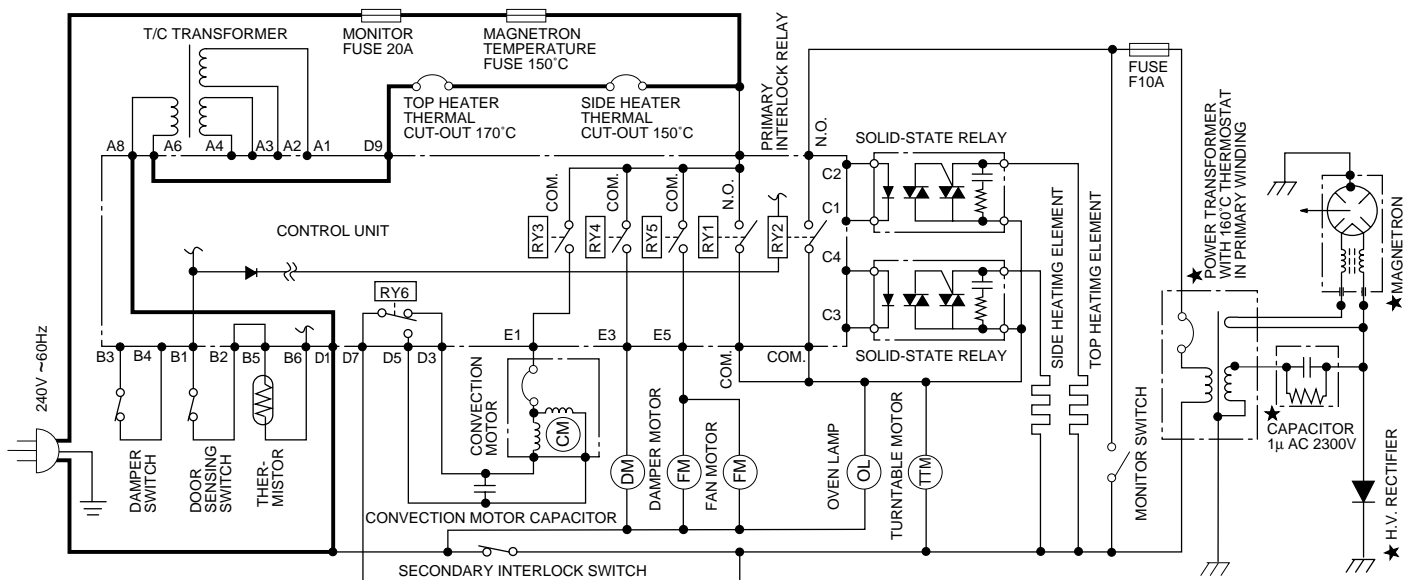 T/C TRANSFORMER
MONITOR
FUSE 20A
MAGNETRON
TEMPERATURE
FUSE 150˚C
TOP HEATER
THERMAL
CUT-OUT 170˚C
SIDE HEATER
THERMAL
CUT-OUT 150˚C
PRIMARY
INTERLOCK RELAY
FUSE
F10A
A8
A6
A4
A3
A2
A1
D9
N.O.
SOLID-STATE RELAY
C2
C1
C4
C3
SOLID-STATE RELAY
COM.
COM.
COM.
N.O.
RY3
RY4
RY5
RY1
RY2
CONTROL UNIT
RY6
SIDE HEATIMG ELEMENT
TOP HEATIMG ELEMENT
★ POWER TRANSFORMER
WITH 160˚C THERMOSTAT
IN PRIMARY WINDING
★ MAGNETRON
B3
B4
B1
B2
B5
B6
D1
D7
D5
D3
E1
E3
E5
COM.
COM.
240V ~60Hz
DAMPER
SWITCH
DOOR
SENSING
SWITCH
THER-
MISTOR
CONVECTION
MOTOR
CM
CONVECTION MOTOR CAPACITOR
DM
DAMPER MOTOR
FM
FAN MOTOR
FM
OVEN LAMP
OL
TURNTABLE MOTOR
TM
MONITOR SWITCH
★
CAPACITOR
1µ AC 2300V
★ H.V. RECTIFIER
SECONDARY INTERLOCK SWITCH